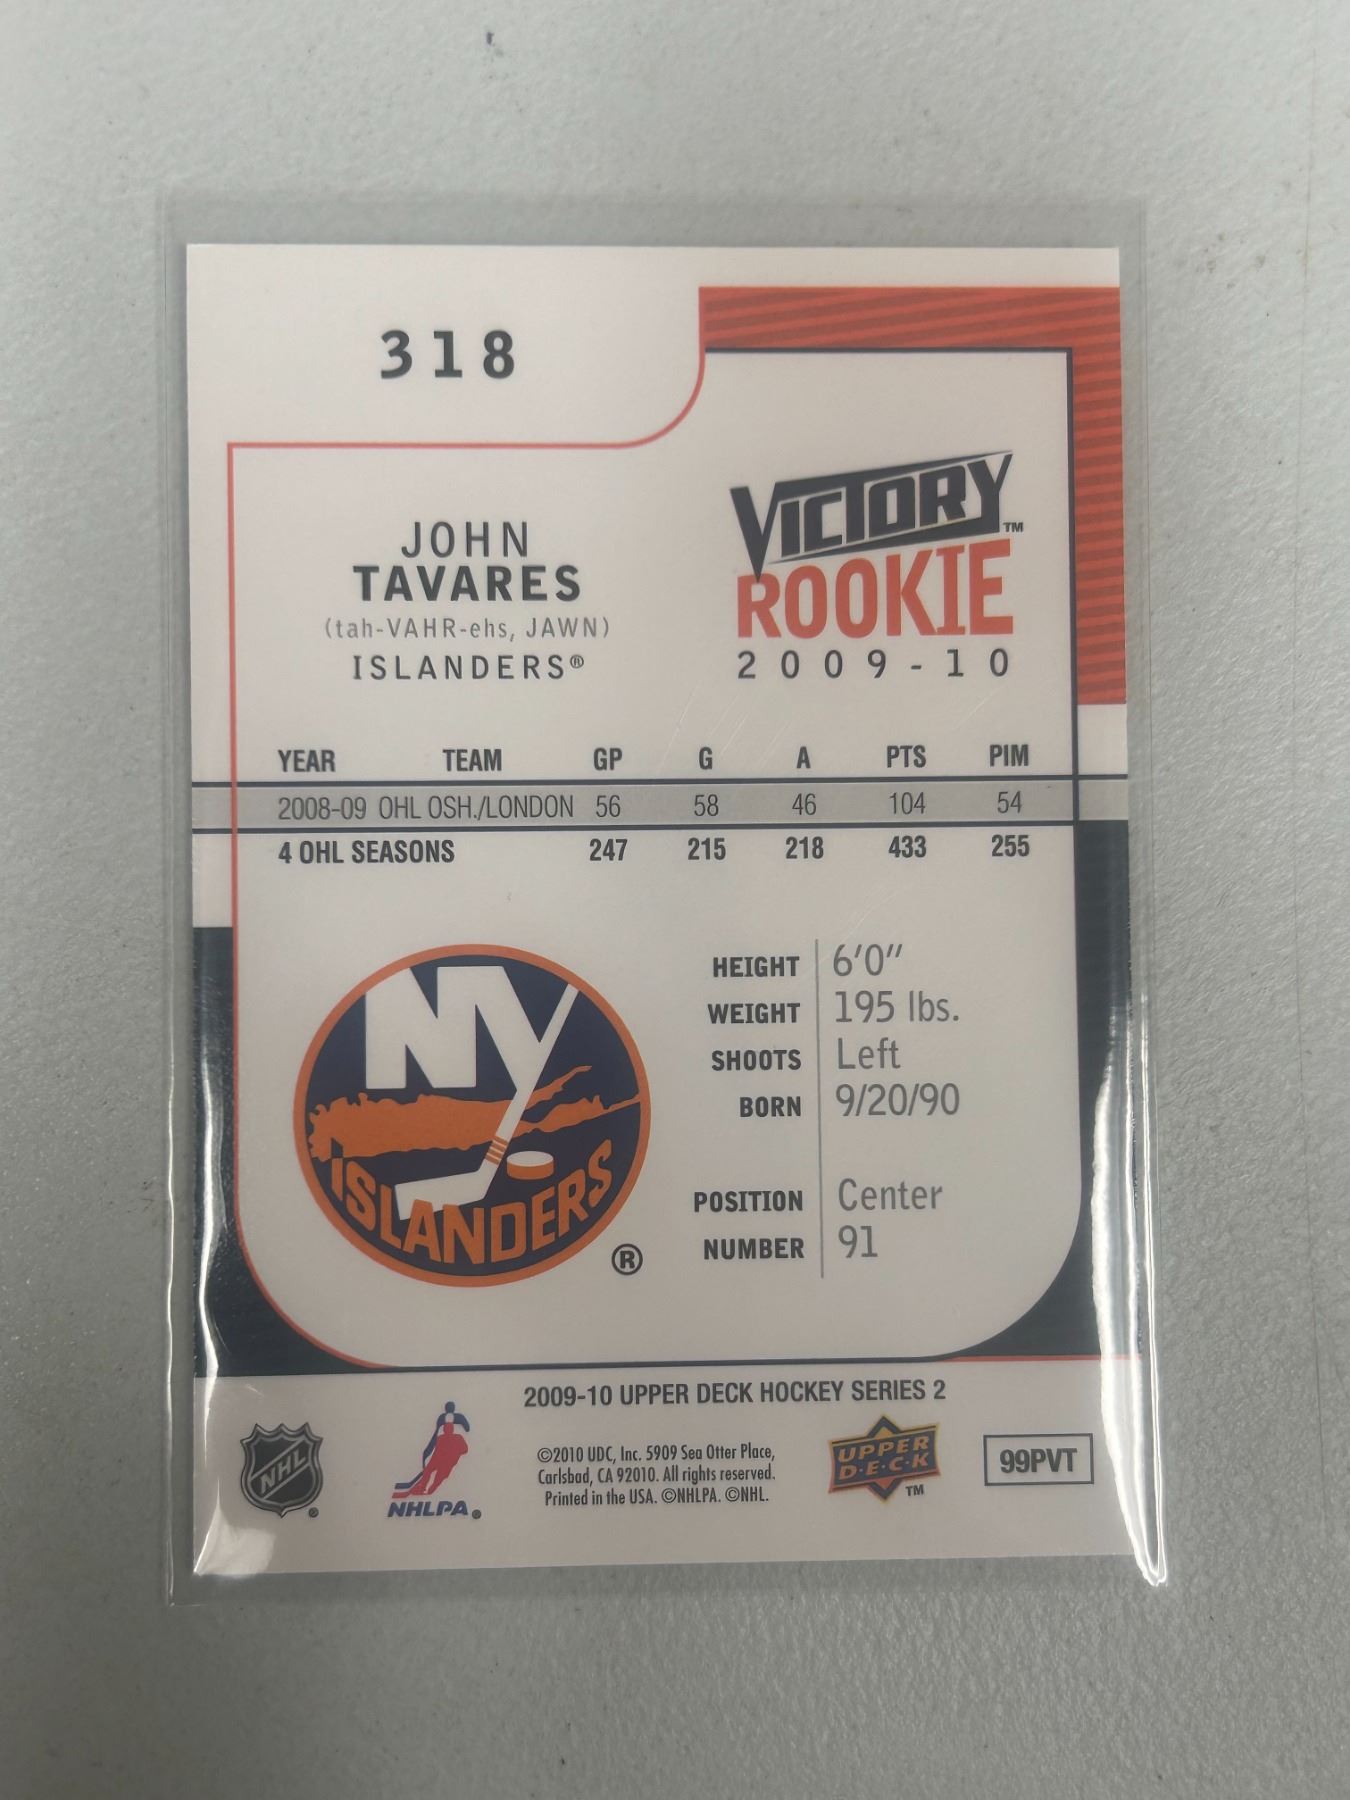 318
JOHN
TAVARES
(tah-VAHR-ehs, JAWN)
ISLANDERS®
VICTORY™
ROOKIE
2009-10
YEAR TEAM GP G A PTS PIM
2008-09 OHL OSH./LONDON 56 58 46 104 54
4 OHL SEASONS 247 215 218 433 255
NY
ISLANDERS
®
HEIGHT 6'0"
WEIGHT 195 lbs.
SHOOTS Left
BORN 9/20/90
POSITION Center
NUMBER 91
2009-10 UPPER DECK HOCKEY SERIES 2
NHL®
NHLPA®
©2010 UDC, Inc. 5909 Sea Otter Place,
Carlsbad, CA 92010. All rights reserved.
Printed in the USA. ©NHLPA. ©NHL.
UPPER
D·E·C·K
™
99PVT